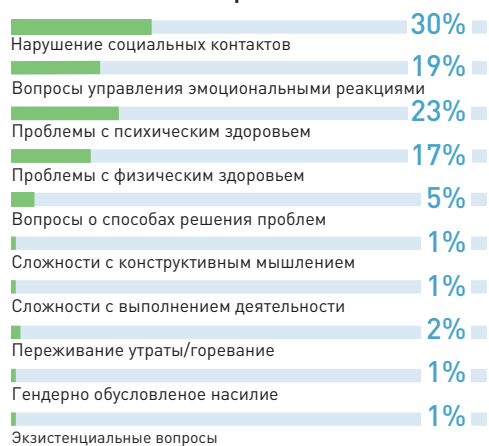 30%
Нарушение социальных контактов
19%
Вопросы управления эмоциональными реакциями
23%
Проблемы с психическим здоровьем
17%
Проблемы с физическим здоровьем
5%
Вопросы о способах решения проблем
1%
Сложности с конструктивным мышлением
1%
Сложности с выполнением деятельности
2%
Переживание утраты/горевание
1%
Гендерно обусловленое насилие
1%
Экзистенциальные вопросы